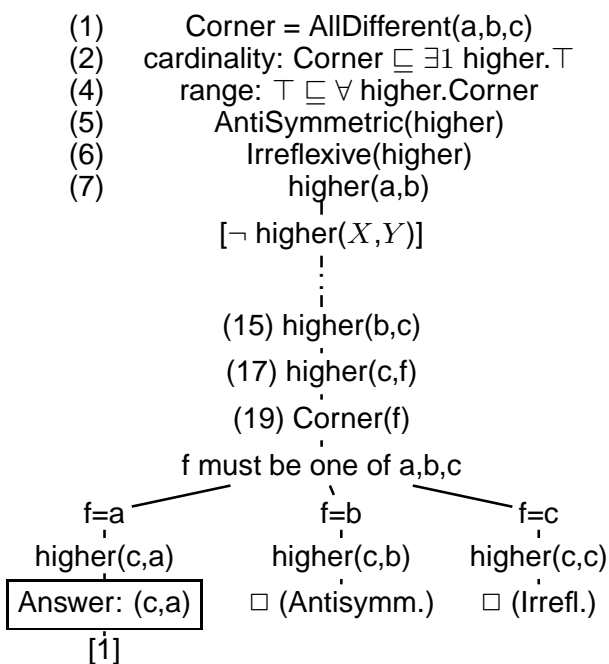 (1) Corner = AllDifferent(a,b,c)
(2) cardinality: Corner ⊑ ∃1 higher.⊤
(4) range: ⊤ ⊑ ∀ higher.Corner
(5) AntiSymmetric(higher)
(6) Irreflexive(higher)
(7) higher(a,b)
[¬ higher(X,Y)]
(15) higher(b,c)
(17) higher(c,f)
(19) Corner(f)
f must be one of a,b,c
f=a f=b f=c
higher(c,a) higher(c,b) higher(c,c)
Answer: (c,a) □ (Antisymm.) □ (Irrefl.)
[1]